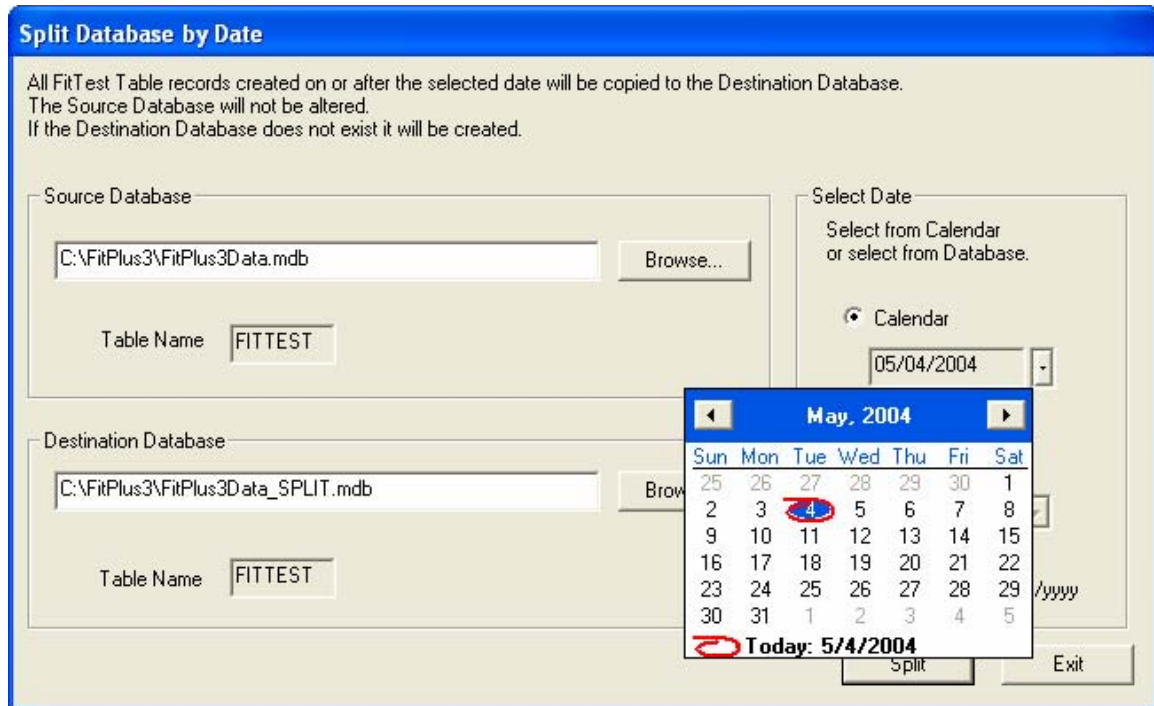 Split Database by Date
All FitTest Table records created on or after the selected date will be copied to the Destination Database.
The Source Database will not be altered.
If the Destination Database does not exist it will be created.
Source Database
C:\FitPlus3\FitPlus3Data.mdb
Browse...
Table Name FITTEST
Select Date
Select from Calendar
or select from Database.
Calendar
05/04/2004
Destination Database
C:\FitPlus3\FitPlus3Data_SPLIT.mdb
Brow
Table Name FITTEST
May, 2004
Sun Mon Tue Wed Thu Fri Sat
25 26 27 28 29 30 1
2 3 4 5 6 7 8
9 10 11 12 13 14 15
16 17 18 19 20 21 22
23 24 25 26 27 28 29
30 31 1 2 3 4 5
Today: 5/4/2004
/yyyy
Split
Exit